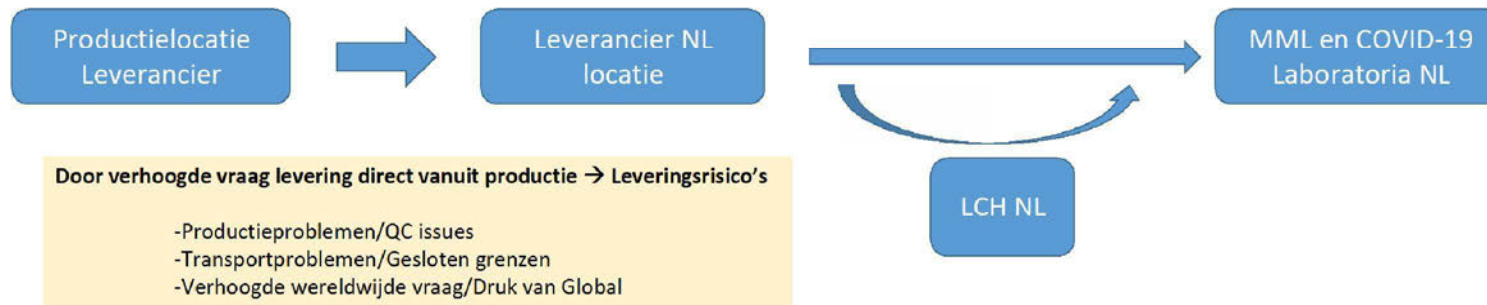 Productielocatie
Leverancier
Leverancier NL
locatie
MML en COVID-19
Laboratoria NL
LCH NL
Door verhoogde vraag levering direct vanuit productie → Leveringsrisico's
-Productieproblemen/QC issues
-Transportproblemen/Gesloten grenzen
-Verhoogde wereldwijde vraag/Druk van Global